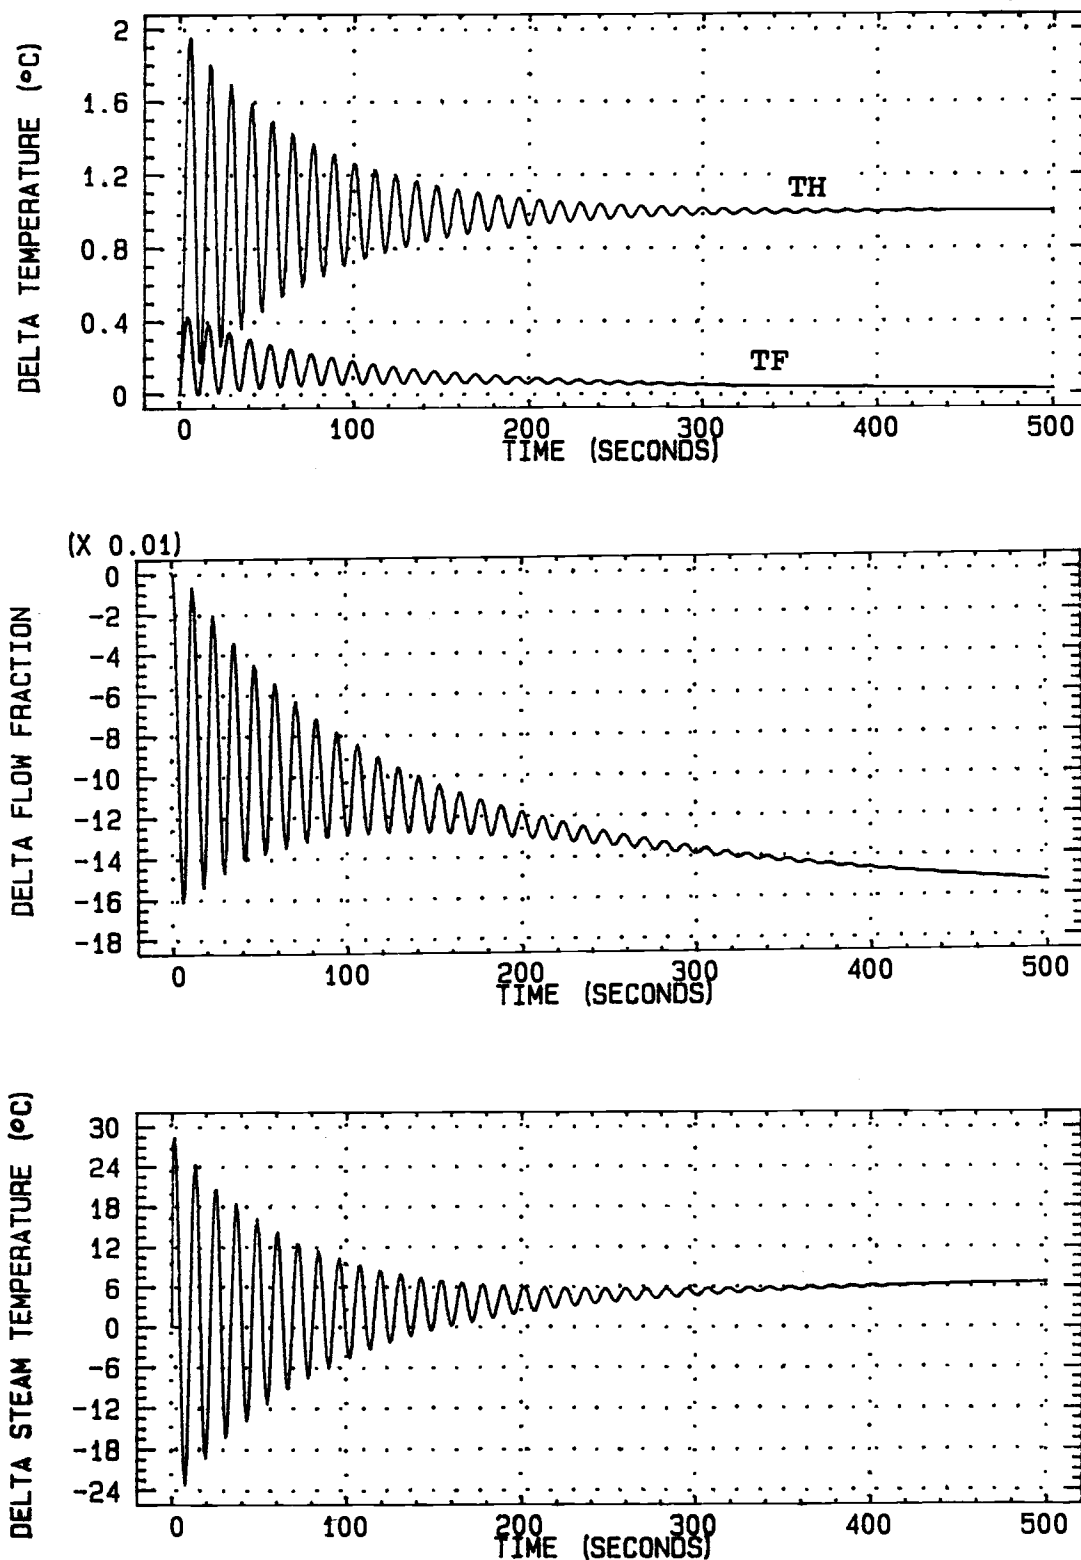 DELTA TEMPERATURE (°C)
2
1.6
1.2
0.8
0.4
0
TH
TF
0 100 200 300 400 500
TIME (SECONDS)
(X 0.01)
DELTA FLOW FRACTION
0
-2
-4
-6
-8
-10
-12
-14
-16
-18
0 100 200 300 400 500
TIME (SECONDS)
DELTA STEAM TEMPERATURE (°C)
30
24
18
12
6
0
-6
-12
-18
-24
0 100 200 300 400 500
TIME (SECONDS)